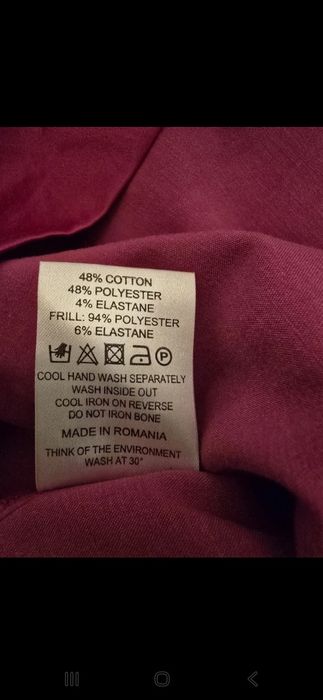 48% COTTON
48% POLYESTER
4% ELASTANE
FRILL: 94% POLYESTER
6% ELASTANE
P
COOL HAND WASH SEPARATELY
WASH INSIDE OUT
COOL IRON ON REVERSE
DO NOT IRON BONE
MADE IN ROMANIA
THINK OF THE ENVIRONMENT
WASH AT 30°